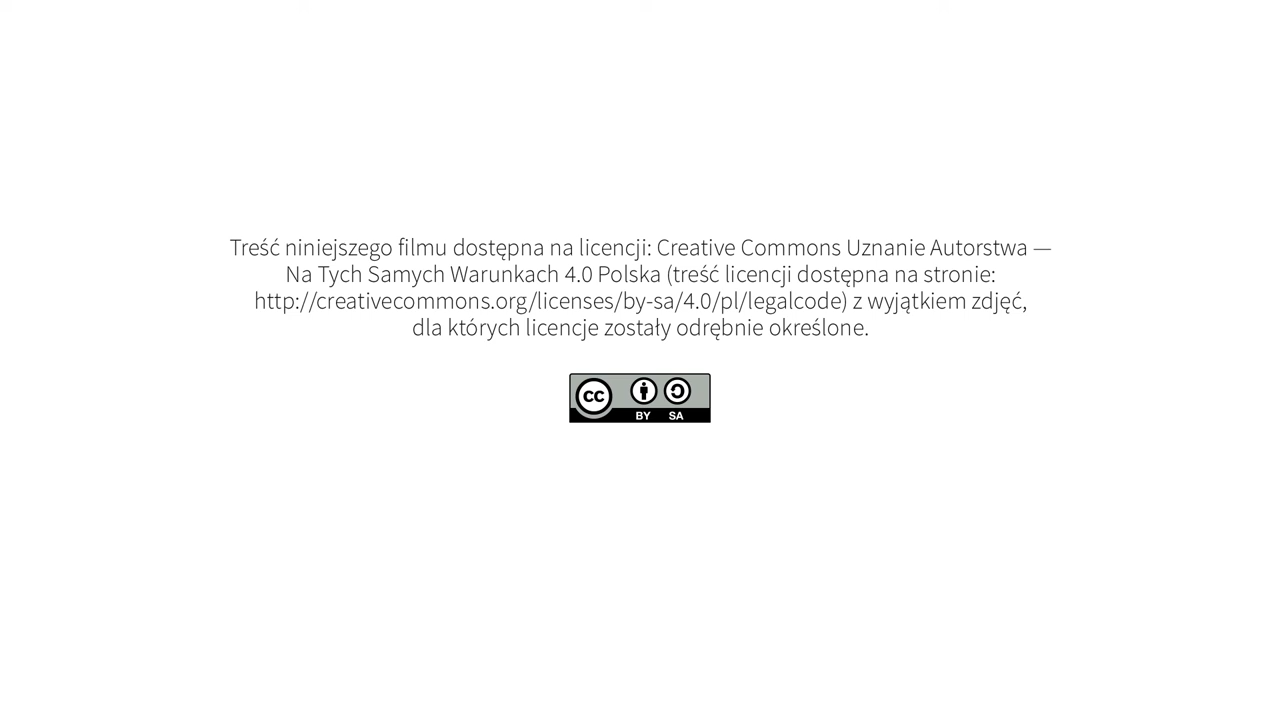 Treść niniejszego filmu dostępna na licencji: Creative Commons Uznanie Autorstwa —
Na Tych Samych Warunkach 4.0 Polska (treść licencji dostępna na stronie:
http://creativecommons.org/licenses/by-sa/4.0/pl/legalcode) z wyjątkiem zdjęć,
dla których licencje zostały odrębnie określone.
cc
BY SA